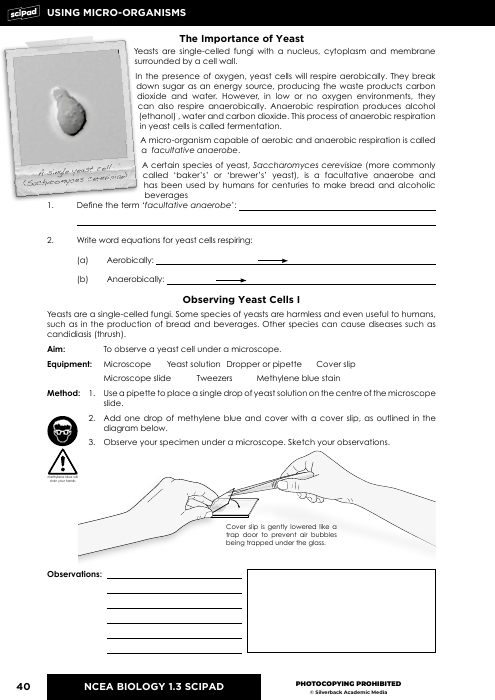 scipad USING MICRO-ORGANISMS
The Importance of Yeast
Yeasts are single-celled fungi with a nucleus, cytoplasm and membrane
surrounded by a cell wall.
In the presence of oxygen, yeast cells will respire aerobically. They break
down sugar as an energy source, producing the waste products carbon
dioxide and water. However, in low or no oxygen environments, they
can also respire anaerobically. Anaerobic respiration produces alcohol
(ethanol) , water and carbon dioxide. This process of anaerobic respiration
in yeast cells is called fermentation.
A micro-organism capable of aerobic and anaerobic respiration is called
a facultative anaerobe.
A certain species of yeast, Saccharomyces cerevisiae (more commonly
called ‘baker’s’ or ‘brewer’s’ yeast), is a facultative anaerobe and
has been used by humans for centuries to make bread and alcoholic
beverages
A single yeast cell
(Sacchoromyces cerevisiae)
1. Define the term ‘facultative anaerobe’:
2. Write word equations for yeast cells respiring:
(a) Aerobically:
(b) Anaerobically:
Observing Yeast Cells I
Yeasts are a single-celled fungi. Some species of yeasts are harmless and even useful to humans,
such as in the production of bread and beverages. Other species can cause diseases such as
candidiasis (thrush).
Aim: To observe a yeast cell under a microscope.
Equipment: Microscope Yeast solution Dropper or pipette Cover slip
Microscope slide Tweezers Methylene blue stain
Method: 1. Use a pipette to place a single drop of yeast solution on the centre of the microscope
slide.
2. Add one drop of methylene blue and cover with a cover slip, as outlined in the
diagram below.
3. Observe your specimen under a microscope. Sketch your observations.
Methylene blue will
stain your hands
Cover slip is gently lowered like a
trap door to prevent air bubbles
being trapped under the glass.
Observations:
40 NCEA BIOLOGY 1.3 SCIPAD
PHOTOCOPYING PROHIBITED
© Silverback Academic Media